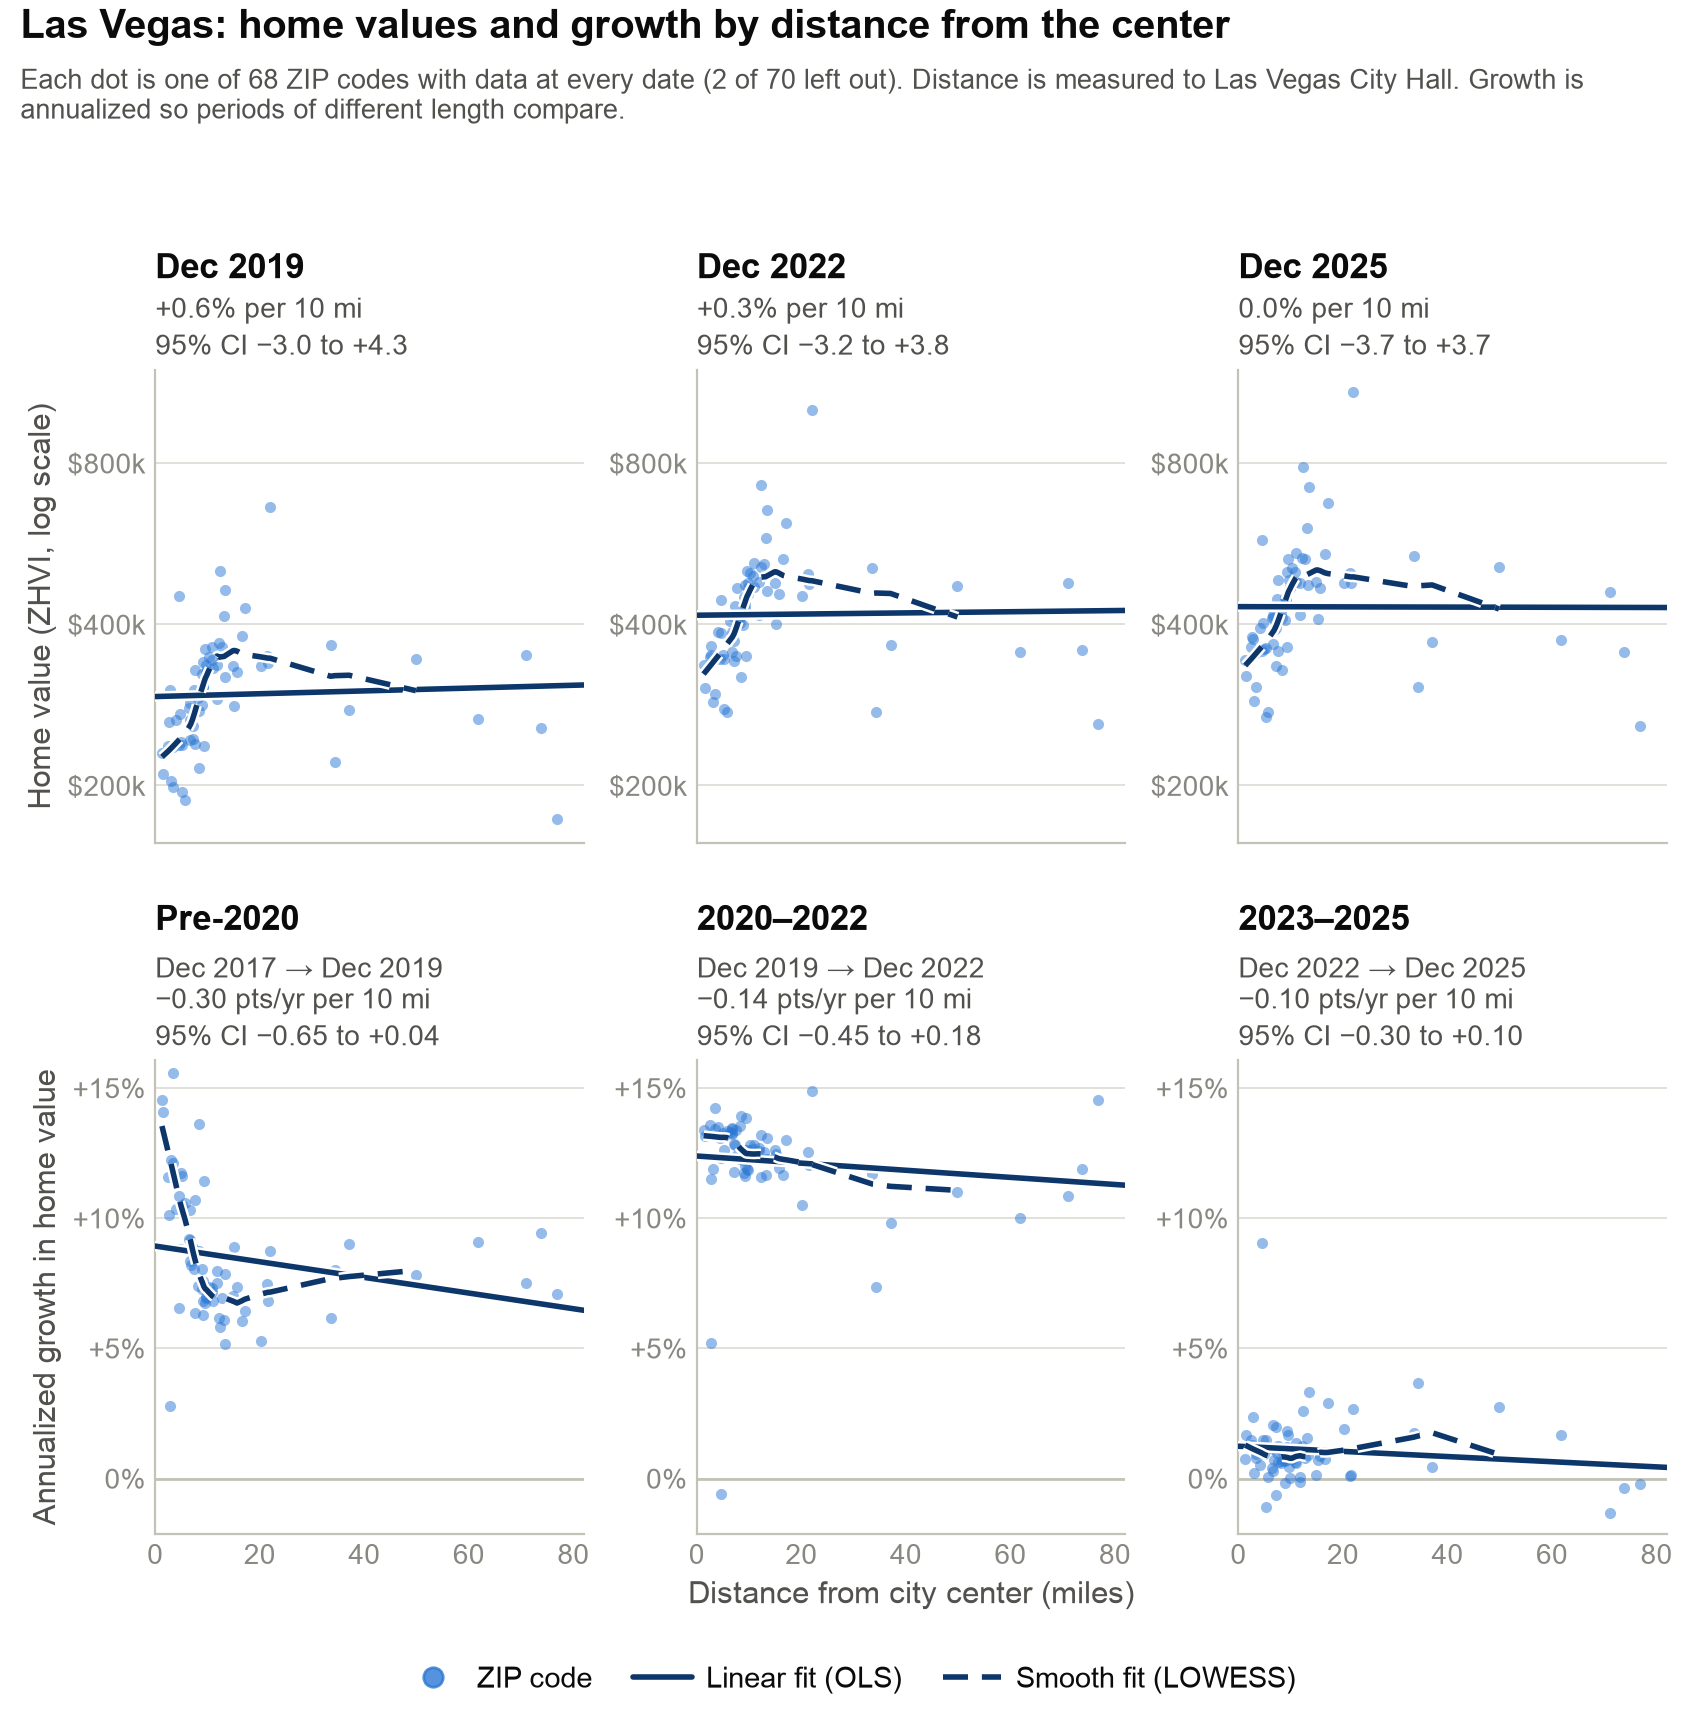 Las Vegas: home values and growth by distance from the center
Each dot is one of 68 ZIP codes with data at every date (2 of 70 left out). Distance is measured to Las Vegas City Hall. Growth is
annualized so periods of different length compare.
Dec 2019
+0.6% per 10 mi
95% CI −3.0 to +4.3
Dec 2022
+0.3% per 10 mi
95% CI −3.2 to +3.8
Dec 2025
0.0% per 10 mi
95% CI −3.7 to +3.7
Home value (ZHVI, log scale)
$800k
$400k
$200k
$800k
$400k
$200k
$800k
$400k
$200k
Pre-2020
Dec 2017 → Dec 2019
−0.30 pts/yr per 10 mi
95% CI −0.65 to +0.04
2020–2022
Dec 2019 → Dec 2022
−0.14 pts/yr per 10 mi
95% CI −0.45 to +0.18
2023–2025
Dec 2022 → Dec 2025
−0.10 pts/yr per 10 mi
95% CI −0.30 to +0.10
Annualized growth in home value
+15%
+10%
+5%
0%
+15%
+10%
+5%
0%
+15%
+10%
+5%
0%
0 20 40 60 80
0 20 40 60 80
0 20 40 60 80
Distance from city center (miles)
ZIP code
Linear fit (OLS)
Smooth fit (LOWESS)